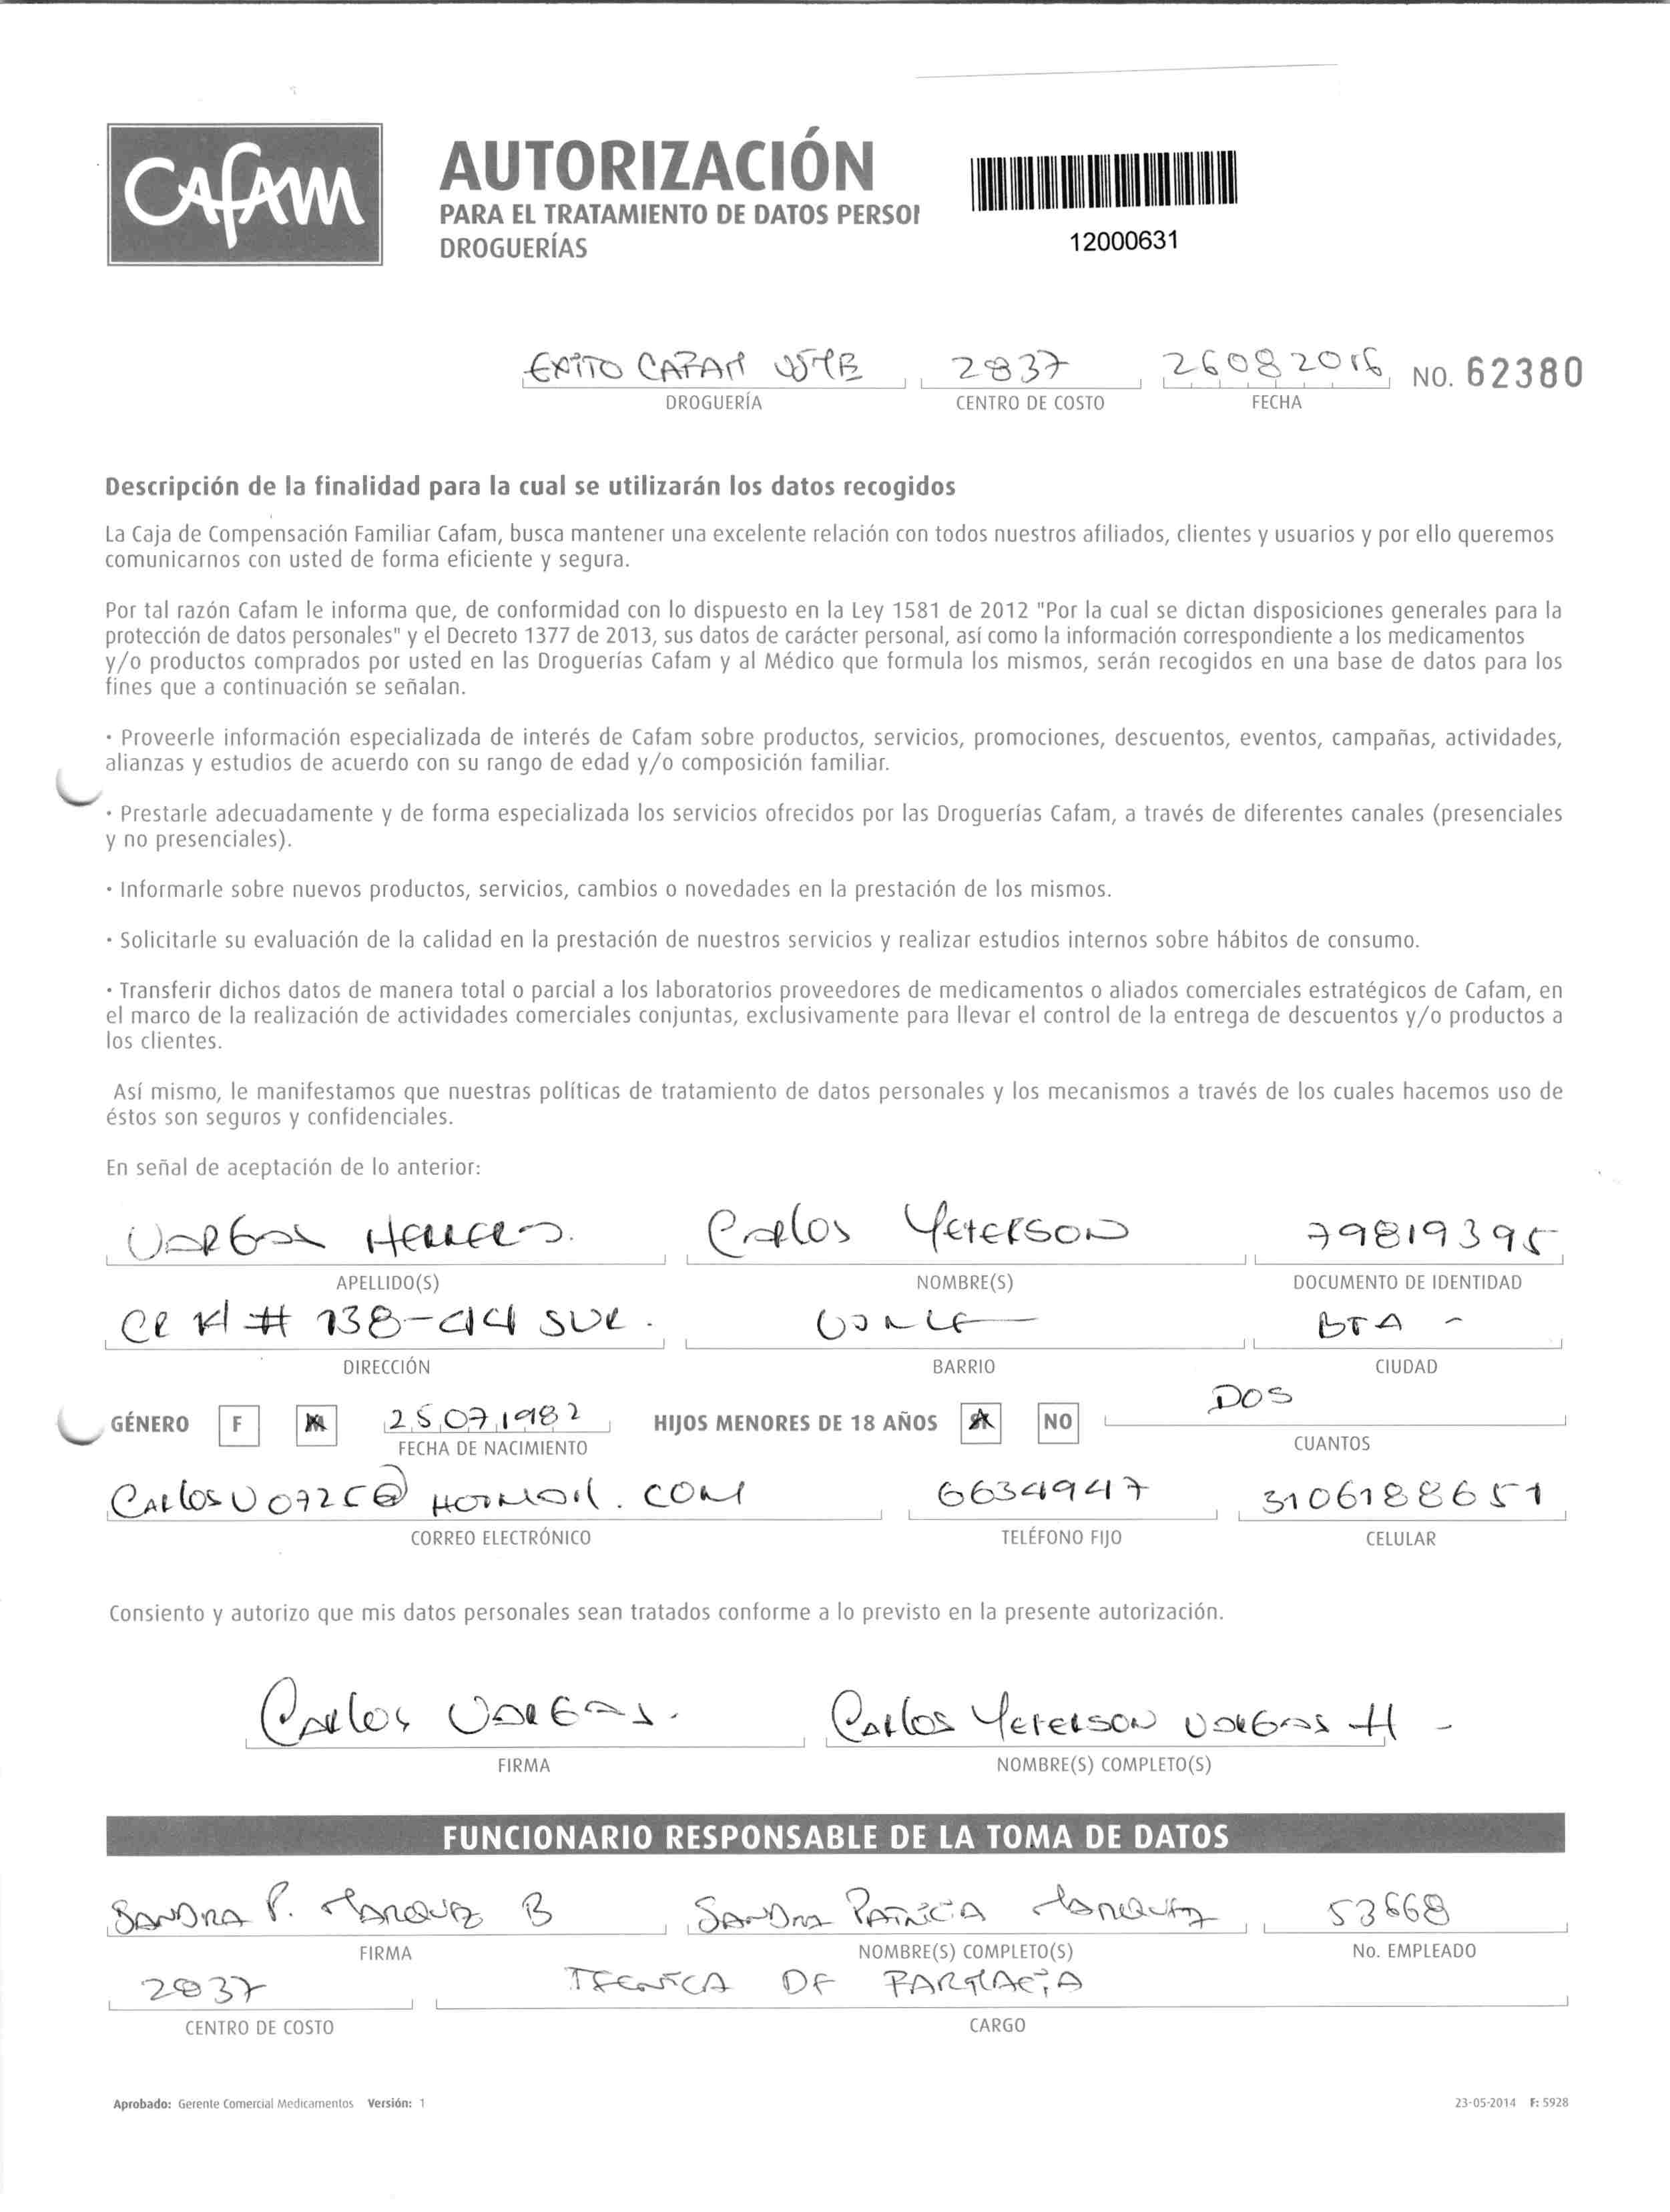 CAFAM
AUTORIZACIÓN
PARA EL TRATAMIENTO DE DATOS PERSO
DROGUERÍAS
12000631
EXITO CAFAM 2837 26082016 NO. 62380
DROGUERÍA CENTRO DE COSTO FECHA
Descripción de la finalidad para la cual se utilizarán los datos recogidos
La Caja de Compensación Familiar Cafam, busca mantener una excelente relación con todos nuestros afiliados, clientes y usuarios y por ello queremos
comunicarnos con usted de forma eficiente y segura.
Por tal razón Cafam le informa que, de conformidad con lo dispuesto en la Ley 1581 de 2012 "Por la cual se dictan disposiciones generales para la
protección de datos personales" y el Decreto 1377 de 2013, sus datos de carácter personal, así como la información correspondiente a los medicamentos
y/o productos comprados por usted en las Droguerías Cafam y al Médico que formula los mismos, serán recogidos en una base de datos para los
fines que a continuación se señalan.
• Proveerle información especializada de interés de Cafam sobre productos, servicios, promociones, descuentos, eventos, campañas, actividades,
alianzas y estudios de acuerdo con su rango de edad y/o composición familiar.
• Prestarle adecuadamente y de forma especializada los servicios ofrecidos por las Droguerías Cafam, a través de diferentes canales (presenciales
y no presenciales).
• Informarle sobre nuevos productos, servicios, cambios o novedades en la prestación de los mismos.
• Solicitarle su evaluación de la calidad en la prestación de nuestros servicios y realizar estudios internos sobre hábitos de consumo.
• Transferir dichos datos de manera total o parcial a los laboratorios proveedores de medicamentos o aliados comerciales estratégicos de Cafam, en
el marco de la realización de actividades comerciales conjuntas, exclusivamente para llevar el control de la entrega de descuentos y/o productos a
los clientes.
Así mismo, le manifestamos que nuestras políticas de tratamiento de datos personales y los mecanismos a través de los cuales hacemos uso de
éstos son seguros y confidenciales.
En señal de aceptación de lo anterior:
Vargas Carlos Yeferson 79819395
APELLIDO(S) NOMBRE(S) DOCUMENTO DE IDENTIDAD
# 138-44 SUR. BTA -
DIRECCIÓN BARRIO CIUDAD
DOS
GÉNERO F M 25071982 HIJOS MENORES DE 18 AÑOS NO
FECHA DE NACIMIENTO CUANTOS
CarlosV0725@hotmail.com 6634947 3106188651
CORREO ELECTRÓNICO TELÉFONO FIJO CELULAR
Consiento y autorizo que mis datos personales sean tratados conforme a lo previsto en la presente autorización.
Carlos Vargas. Carlos Yeferson Vargas H -
FIRMA NOMBRE(S) COMPLETO(S)
FUNCIONARIO RESPONSABLE DE LA TOMA DE DATOS
SANDRA P. MARQUEZ B SANDRA PATRICIA MARQUEZ 53668
FIRMA NOMBRE(S) COMPLETO(S) No. EMPLEADO
2837 TECNICA DE FARMACIA
CENTRO DE COSTO CARGO
Aprobado: Gerente Comercial Medicamentos Versión: 1 23-05-2014 F: 5928